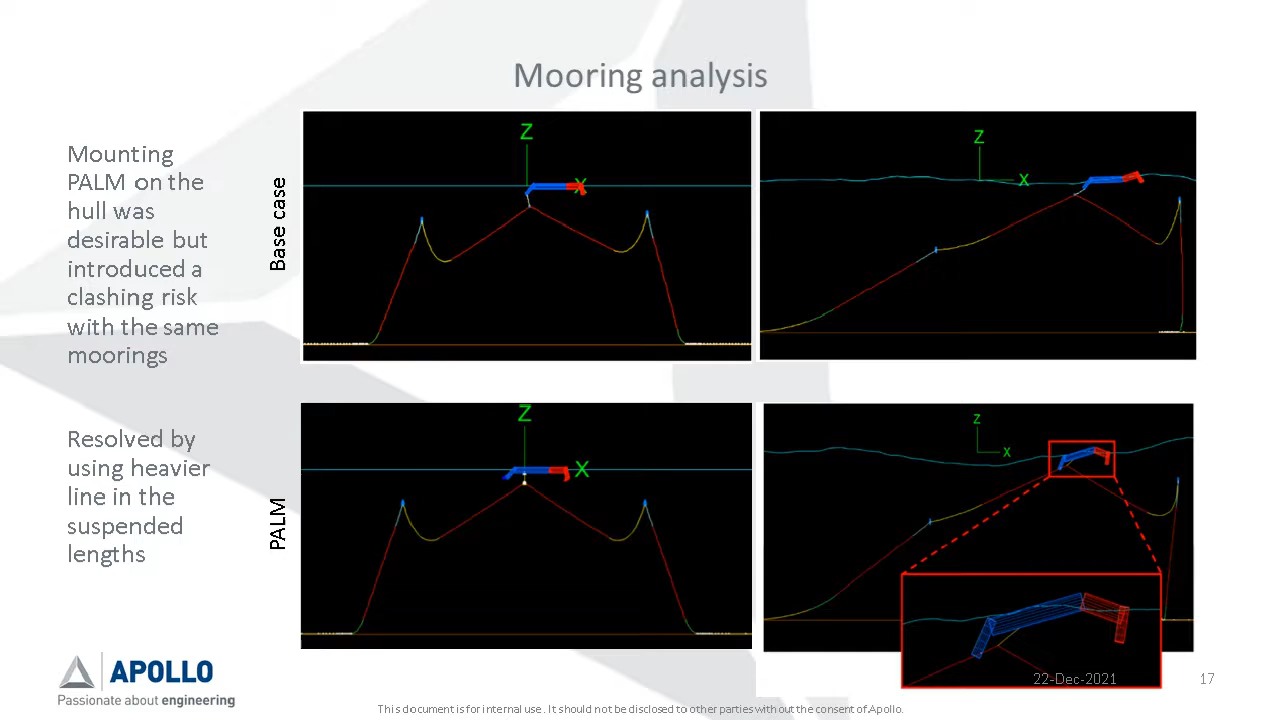 Mooring analysis
Mounting
PALM on the
hull was
desirable but
introduced a
clashing risk
with the same
moorings
Base case
Z
X
Z
X
Resolved by
using heavier
line in the
suspended
lengths
PALM
Z
X
Z
X
APOLLO
Passionate about engineering
22-Dec-2021
17
This document is for internal use. It should not be disclosed to other parties without the consent of Apollo.